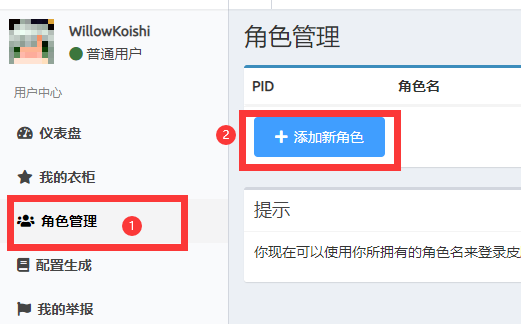 WillowKoishi
普通用户
用户中心
仪表盘
我的衣柜
角色管理
1
配置生成
我的举报
角色管理
PID 角色名
2
添加新角色
提示
你现在可以使用你所拥有的角色名来登录皮